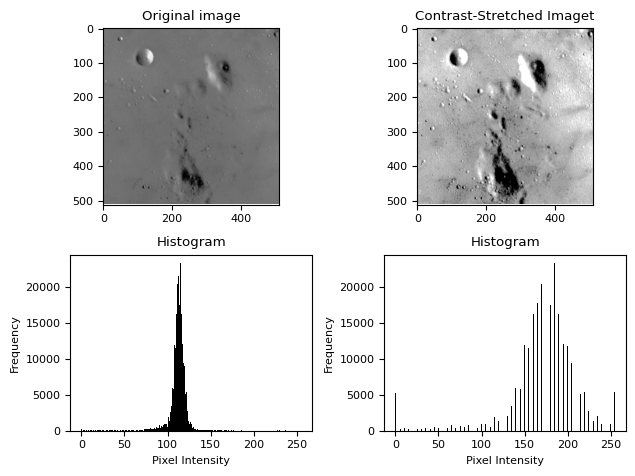 Original image
Contrast-Stretched Imaget
0
100
200
300
400
500
0 200 400
0
100
200
300
400
500
0 200 400
Histogram
Histogram
Frequency
20000
15000
10000
5000
0
0 50 100 150 200 250
Pixel Intensity
Frequency
20000
15000
10000
5000
0
0 50 100 150 200 250
Pixel Intensity